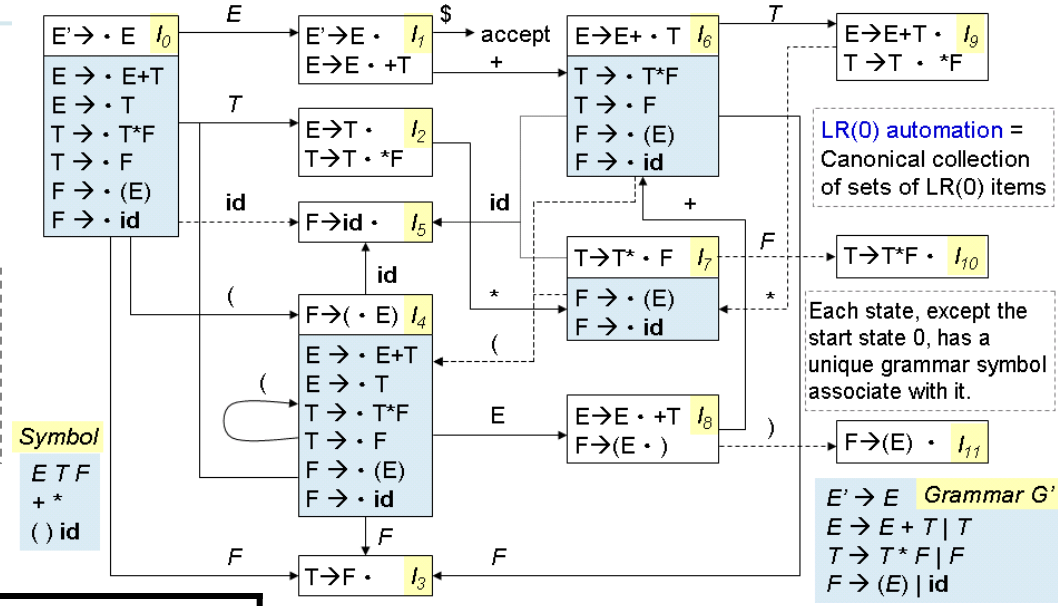 E'→ · E I0
E → · E+T
E → · T
T → · T*F
T → · F
F → · (E)
F → · id
E
T
id
(
F
E'→E · I1
E→E · +T
$
accept
+
E→T · I2
T→T · *F
F→id · I5
id
F→( · E) I4
E → · E+T
E → · T
T → · T*F
T → · F
F → · (E)
F → · id
(
E
F
T→F · I3
E→E+ · T I6
T → · T*F
T → · F
F → · (E)
F → · id
T
id
+
T→T* · F I7
F → · (E)
F → · id
*
(
F
*
E→E · +T I8
F→(E · )
)
F
E→E+T · I9
T→T · *F
LR(0) automation =
Canonical collection
of sets of LR(0) items
T→T*F · I10
Each state, except the
start state 0, has a
unique grammar symbol
associate with it.
F→(E) · I11
Symbol
E T F
+ *
( ) id
E' → E Grammar G'
E → E + T | T
T → T * F | F
F → (E) | id